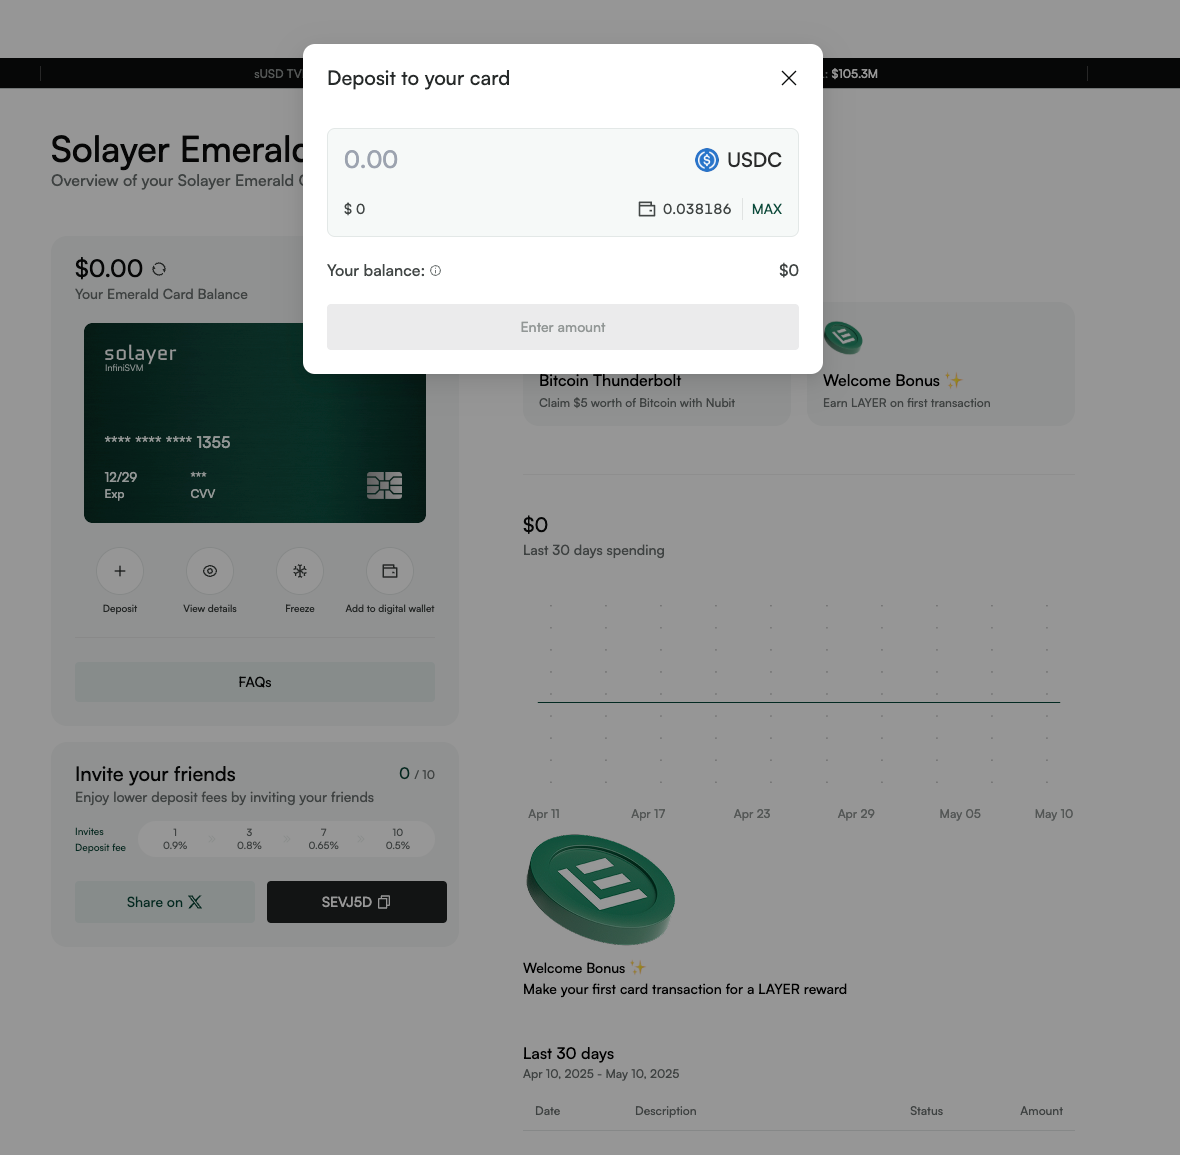 sUSD TV
: $105.3M
Deposit to your card
0.00
USDC
$ 0
0.038186
MAX
Your balance:
$0
Enter amount
Solayer Emerald
Overview of your Solayer Emerald
$0.00
Your Emerald Card Balance
solayer
InfiniSVM
**** **** **** 1355
12/29
Exp
***
CVV
Deposit
View details
Freeze
Add to digital wallet
FAQs
Invite your friends
0 / 10
Enjoy lower deposit fees by inviting your friends
Invites
Deposit fee
1
0.9%
3
0.8%
7
0.65%
10
0.5%
Share on X
SEVJ5D
Bitcoin Thunderbolt
Claim $5 worth of Bitcoin with Nubit
Welcome Bonus ✨
Earn LAYER on first transaction
$0
Last 30 days spending
Apr 11
Apr 17
Apr 23
Apr 29
May 05
May 10
Welcome Bonus ✨
Make your first card transaction for a LAYER reward
Last 30 days
Apr 10, 2025 - May 10, 2025
Date
Description
Status
Amount